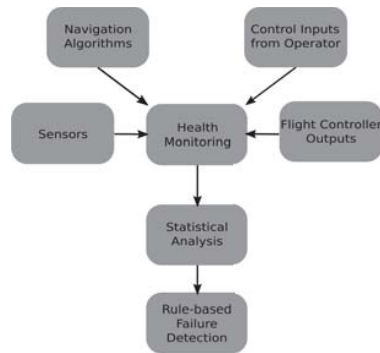 Navigation
Algorithms
Control Inputs
from Operator
Sensors
Health
Monitoring
Flight Controller
Outputs
Statistical
Analysis
Rule-based
Failure
Detection